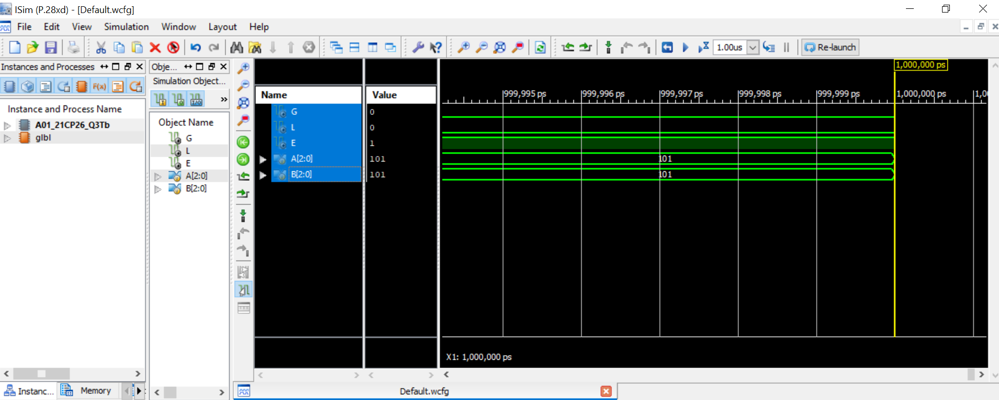 ISim (P.28xd) - [Default.wcfg]
File Edit View Simulation Window Layout Help
1.00us Re-launch
Instances and Processes
Instance and Process Name
A01_21CP26_Q3Tb
glbl
Instanc... Memory
Obje...
Simulation Object...
I O I/O »
F(x)
Object Name
G
L
E
A[2:0]
B[2:0]
Name Value
G 0
L 0
E 1
A[2:0] 101
B[2:0] 101
1,000,000 ps
999,995 ps 999,996 ps 999,997 ps 999,998 ps 999,999 ps 1,000,000 ps 1,0
101
101
X1: 1,000,000 ps
Default.wcfg